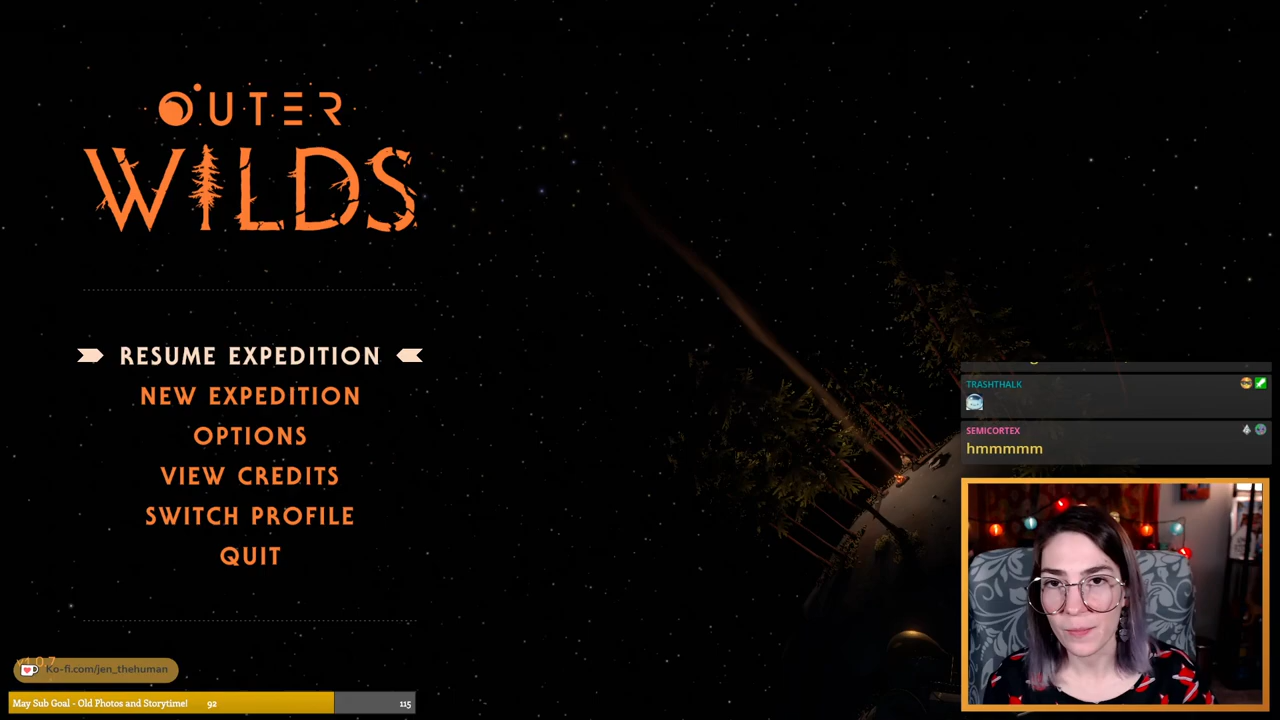 OUTER
WILDS
RESUME EXPEDITION
NEW EXPEDITION
OPTIONS
VIEW CREDITS
SWITCH PROFILE
QUIT
Ko-fi.com/jen_thehuman
May Sub Goal - Old Photos and Storytime! 92 115
TRASHTHALK
SEMICORTEX
hmmmmm